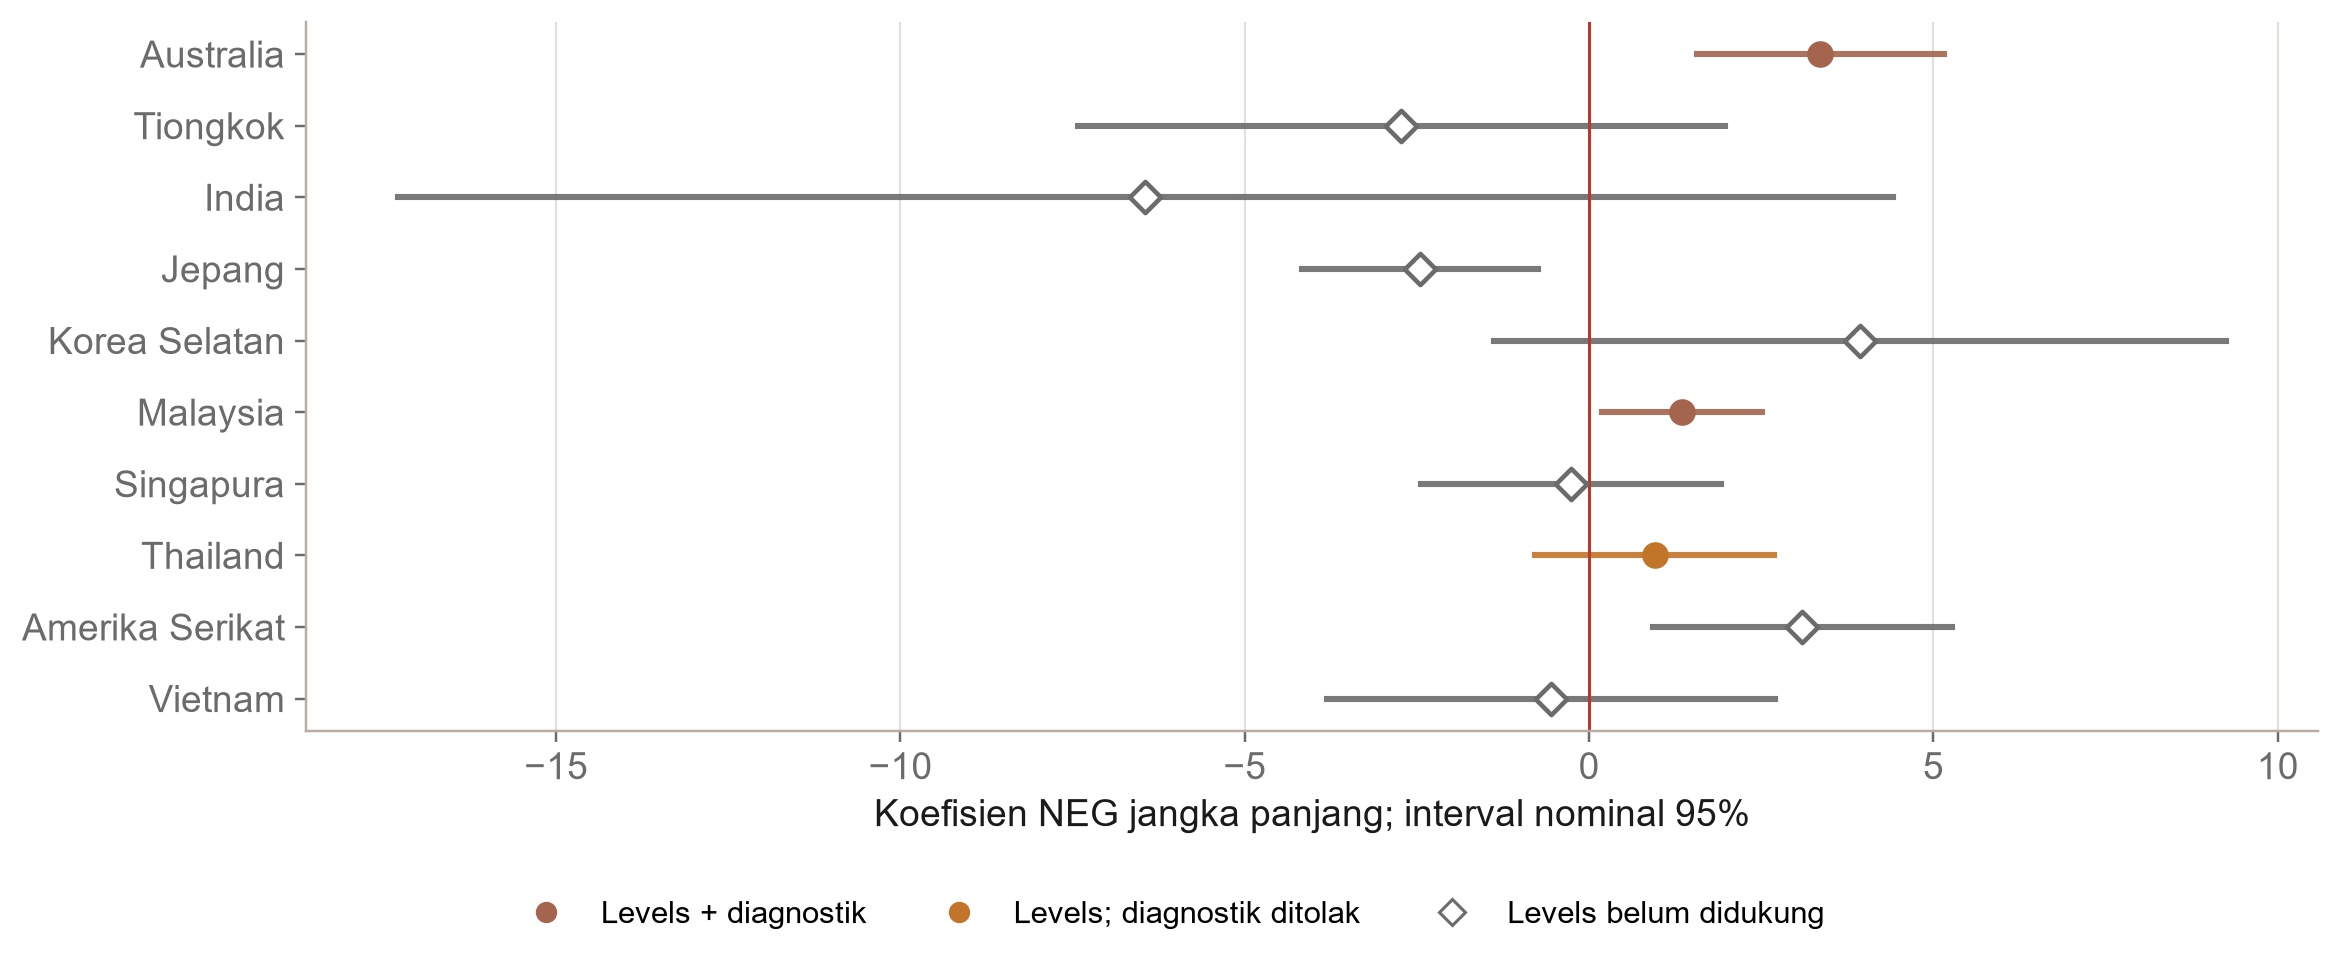 Australia
Tiongkok
India
Jepang
Korea Selatan
Malaysia
Singapura
Thailand
Amerika Serikat
Vietnam
−15 −10 −5 0 5 10
Koefisien NEG jangka panjang; interval nominal 95%
Levels + diagnostik Levels; diagnostik ditolak Levels belum didukung